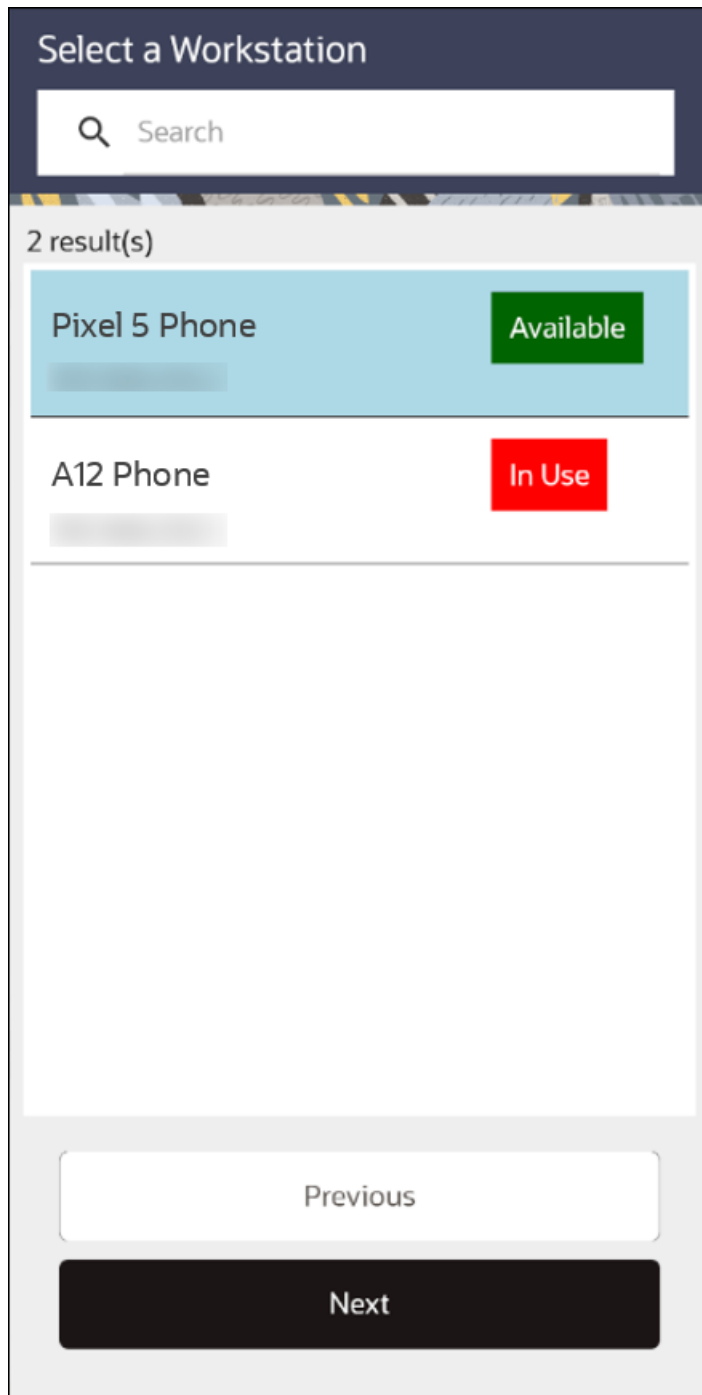 Select a Workstation
Search
2 result(s)
Pixel 5 Phone
Available
A12 Phone
In Use
Previous
Next